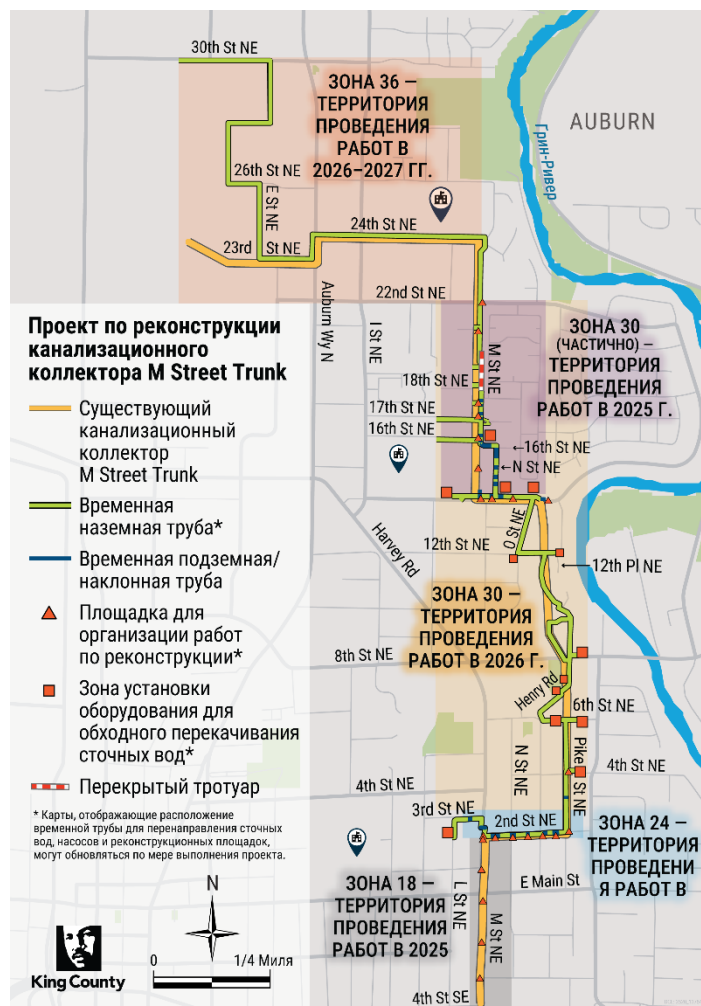 30th St NE
ЗОНА 36 —
ТЕРРИТОРИЯ
ПРОВЕДЕНИЯ
РАБОТ В
2026–2027 ГГ.
AUBURN
Грин-Ривер
26th St NE
E St NE
24th St NE
23rd St NE
22nd St NE
Auburn Wy N
I St NE
M St NE
ЗОНА 30
(ЧАСТИЧНО) —
ТЕРРИТОРИЯ
ПРОВЕДЕНИЯ
РАБОТ В 2025 Г.
18th St NE
17th St NE
16th St NE
←16th St NE
←N St NE
Проект по реконструкции
канализационного
коллектора M Street Trunk
Существующий
канализационный
коллектор
M Street Trunk
Временная
наземная труба*
Временная подземная/
наклонная труба
Площадка для
организации работ
по реконструкции*
Зона установки
оборудования для
обходного перекачивания
сточных вод*
Перекрытый тротуар
* Карты, отображающие расположение
временной трубы для перенаправления сточных
вод, насосов и реконструкционных площадок,
могут обновляться по мере выполнения проекта.
Harvey Rd
O St NE
12th St NE
←12th Pl NE
ЗОНА 30 —
ТЕРРИТОРИЯ
ПРОВЕДЕНИЯ
РАБОТ В 2026 Г.
8th St NE
Henry Rd
6th St NE
N St NE
Pike St NE
4th St NE
4th St NE
3rd St NE
2nd St NE
ЗОНА 24 —
ТЕРРИТОРИЯ
ПРОВЕДЕНИ
Я РАБОТ В
E Main St
ЗОНА 18 —
ТЕРРИТОРИЯ
ПРОВЕДЕНИЯ
РАБОТ В 2025
L St NE
M St NE
4th St SE
N
0
1/4 Миля
King County